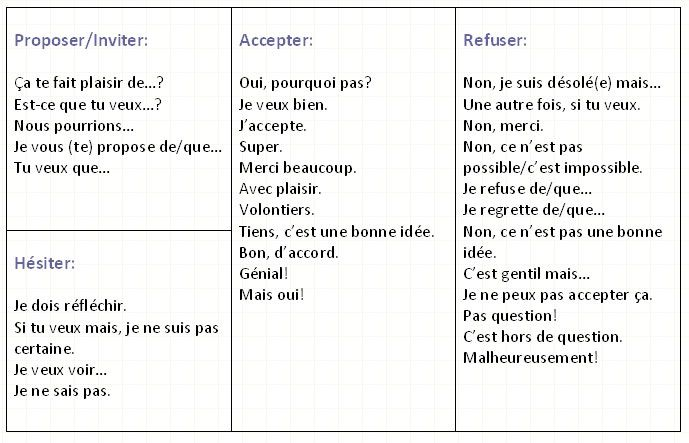 Proposer/Inviter:
Ça te fait plaisir de...?
Est-ce que tu veux...?
Nous pourrions...
Je vous (te) propose de/que...
Tu veux que...
Hésiter:
Je dois réfléchir.
Si tu veux mais, je ne suis pas
certaine.
Je veux voir...
Je ne sais pas.
Accepter:
Oui, pourquoi pas?
Je veux bien.
J'accepte.
Super.
Merci beaucoup.
Avec plaisir.
Volontiers.
Tiens, c'est une bonne idée.
Bon, d'accord.
Génial!
Mais oui!
Refuser:
Non, je suis désolé(e) mais...
Une autre fois, si tu veux.
Non, merci.
Non, ce n'est pas
possible/c'est impossible.
Je refuse de/que...
Je regrette de/que...
Non, ce n'est pas une bonne
idée.
C'est gentil mais...
Je ne peux pas accepter ça.
Pas question!
C'est hors de question.
Malheureusement!